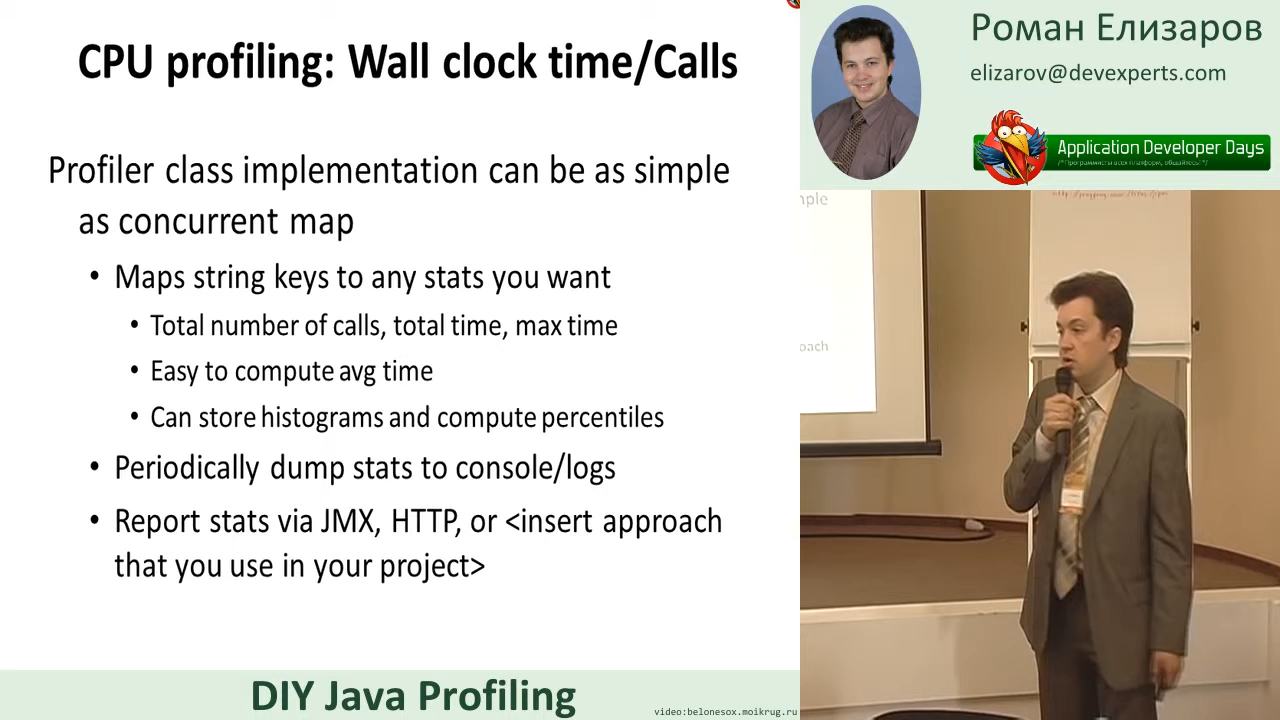 CPU profiling: Wall clock time/Calls
Profiler class implementation can be as simple
as concurrent map
• Maps string keys to any stats you want
• Total number of calls, total time, max time
• Easy to compute avg time
• Can store histograms and compute percentiles
• Periodically dump stats to console/logs
• Report stats via JMX, HTTP, or <insert approach
that you use in your project>
DIY Java Profiling
video:belonesox.moikrug.ru
Роман Елизаров
elizarov@devexperts.com
Application Developer Days
/*Программисты всех платформ, общайтесь!*/